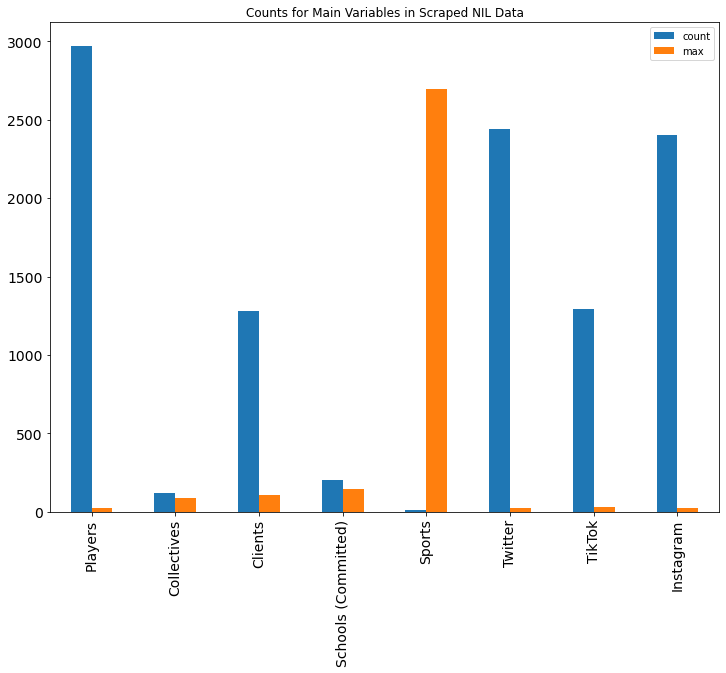 Counts for Main Variables in Scraped NIL Data
count
max
3000
2500
2000
1500
1000
500
0
Players
Collectives
Clients
Schools (Committed)
Sports
Twitter
TikTok
Instagram